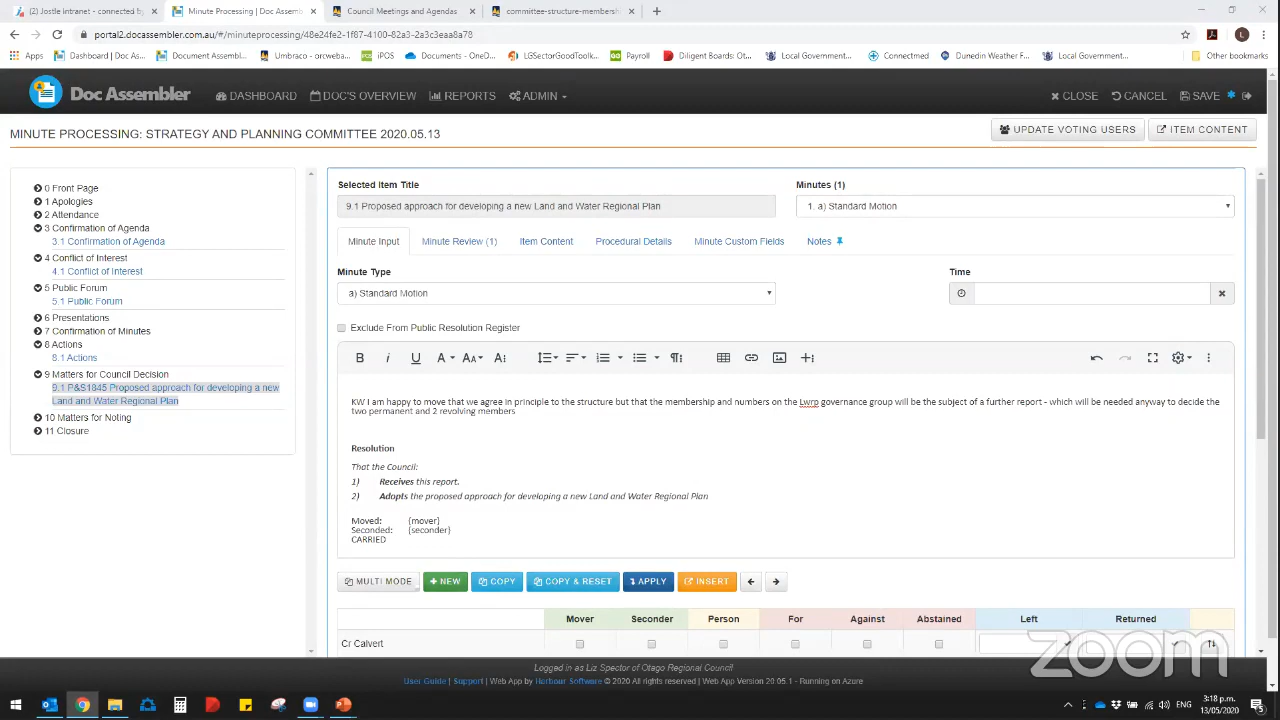 (2) Jostle Intranet - connected by
Minute Processing | Doc Assemb
Council Meetings and Agendas
committee-structure-membersh
portal2.docassembler.com.au/#/minuteprocessing/48e24fe2-1f87-4100-82a3-2a3c3eaa8a78
Apps
Dashboard | Doc As...
Document Assembl...
Umbraco - orcweba...
iPOS
Documents - One...
LGSectorGoodToolk...
Payroll
Diligent Boards: Ot...
Local Government...
Connectmed
Dunedin Weather F...
Local Government...
Other bookmarks
Doc Assembler
DASHBOARD
DOC'S OVERVIEW
REPORTS
ADMIN
CLOSE
CANCEL
SAVE
MINUTE PROCESSING: STRATEGY AND PLANNING COMMITTEE 2020.05.13
UPDATE VOTING USERS
ITEM CONTENT
0 Front Page
1 Apologies
2 Attendance
3 Confirmation of Agenda
3.1 Confirmation of Agenda
4 Conflict of Interest
4.1 Conflict of Interest
5 Public Forum
5.1 Public Forum
6 Presentations
7 Confirmation of Minutes
8 Actions
8.1 Actions
9 Matters for Council Decision
9.1 P&S1845 Proposed approach for developing a new
Land and Water Regional Plan
10 Matters for Noting
11 Closure
Selected Item Title
Minutes (1)
9.1 Proposed approach for developing a new Land and Water Regional Plan
1. a) Standard Motion
Minute Input
Minute Review (1)
Item Content
Procedural Details
Minute Custom Fields
Notes
Minute Type
Time
a) Standard Motion
Exclude From Public Resolution Register
KW I am happy to move that we agree in principle to the structure but that the membership and numbers on the Lwrp governance group will be the subject of a further report - which will be needed anyway to decide the
two permanent and 2 revolving members
Resolution
That the Council:
1) Receives this report.
2) Adopts the proposed approach for developing a new Land and Water Regional Plan
Moved: {mover}
Seconded: {seconder}
CARRIED
MULTI MODE
NEW
COPY
COPY & RESET
APPLY
INSERT
Mover Seconder Person For Against Abstained Left Returned
Cr Calvert
zoom
Logged in as Liz Spector of Otago Regional Council
User Guide | Support | Web App by Harbour Software © 2020 All rights reserved | Web App Version 20.05.1 - Running on Azure
ENG
3:18 p.m.
13/05/2020